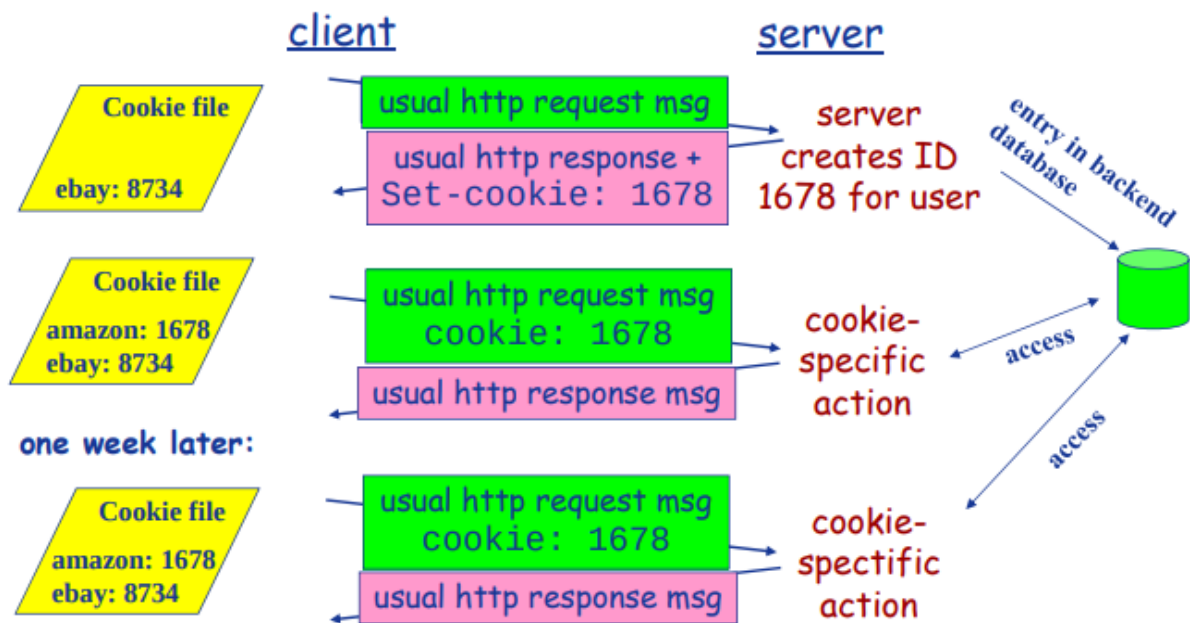 client
server
Cookie file
ebay: 8734
usual http request msg
usual http response +
Set-cookie: 1678
server
creates ID
1678 for user
entry in backend
database
Cookie file
amazon: 1678
ebay: 8734
usual http request msg
cookie: 1678
usual http response msg
cookie-
specific
action
access
access
one week later:
Cookie file
amazon: 1678
ebay: 8734
usual http request msg
cookie: 1678
usual http response msg
cookie-
spectific
action